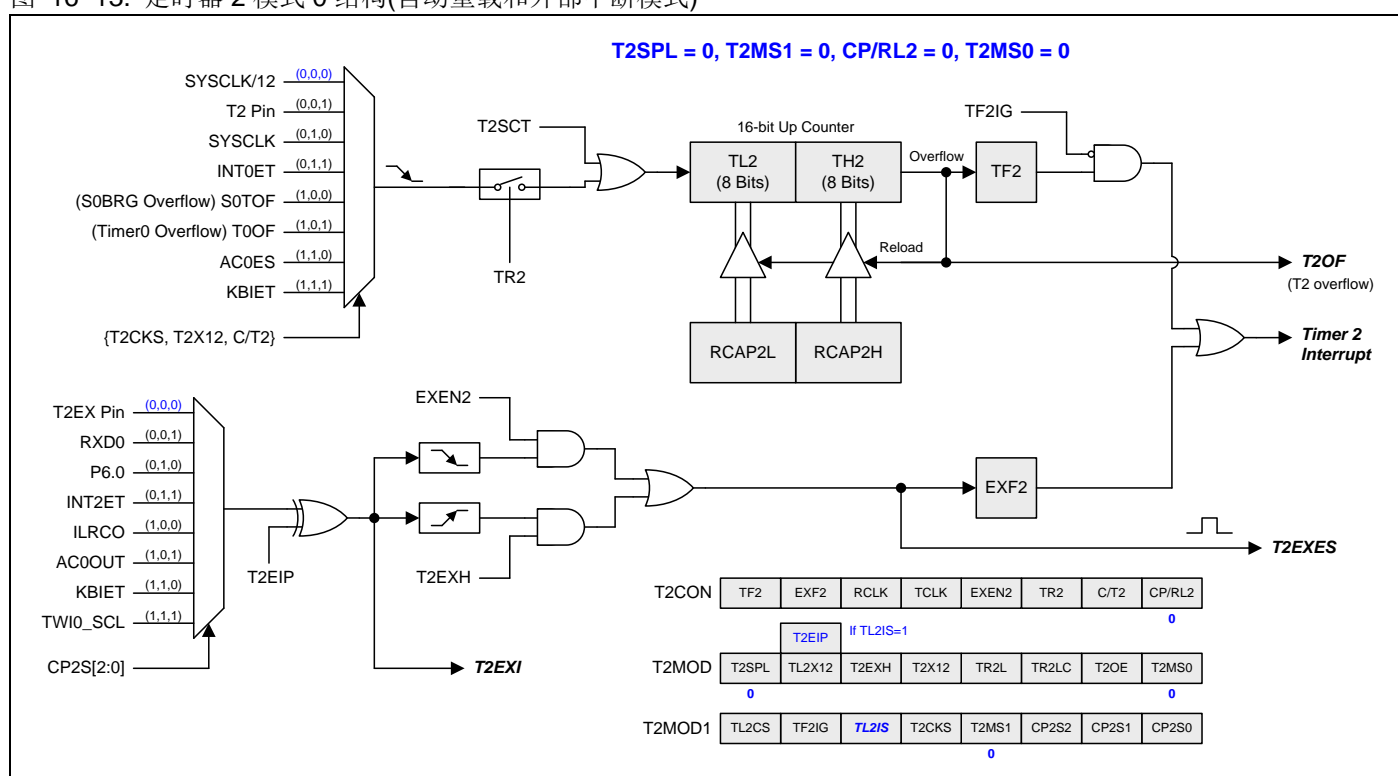 图 16-13. 定时器 2 模式 0 结构(自动重载和外部中断模式)
T2SPL = 0, T2MS1 = 0, CP/RL2 = 0, T2MS0 = 0
SYSCLK/12 (0,0,0)
T2 Pin (0,0,1)
SYSCLK (0,1,0)
INT0ET (0,1,1)
(S0BRG Overflow) S0TOF (1,0,0)
(Timer0 Overflow) T0OF (1,0,1)
AC0ES (1,1,0)
KBIET (1,1,1)
{T2CKS, T2X12, C/T2}
TR2
T2SCT
16-bit Up Counter
TL2
(8 Bits)
TH2
(8 Bits)
Overflow
TF2
TF2IG
Reload
RCAP2L
RCAP2H
T2OF
(T2 overflow)
Timer 2
Interrupt
T2EX Pin (0,0,0)
RXD0 (0,0,1)
P6.0 (0,1,0)
INT2ET (0,1,1)
ILRCO (1,0,0)
AC0OUT (1,0,1)
KBIET (1,1,0)
TWI0_SCL (1,1,1)
CP2S[2:0]
T2EIP
EXEN2
T2EXH
T2EXI
EXF2
T2EXES
T2CON TF2 EXF2 RCLK TCLK EXEN2 TR2 C/T2 CP/RL2
0
T2EIP If TL2IS=1
T2MOD T2SPL TL2X12 T2EXH T2X12 TR2L TR2LC T2OE T2MS0
0 0
T2MOD1 TL2CS TF2IG TL2IS T2CKS T2MS1 CP2S2 CP2S1 CP2S0
0